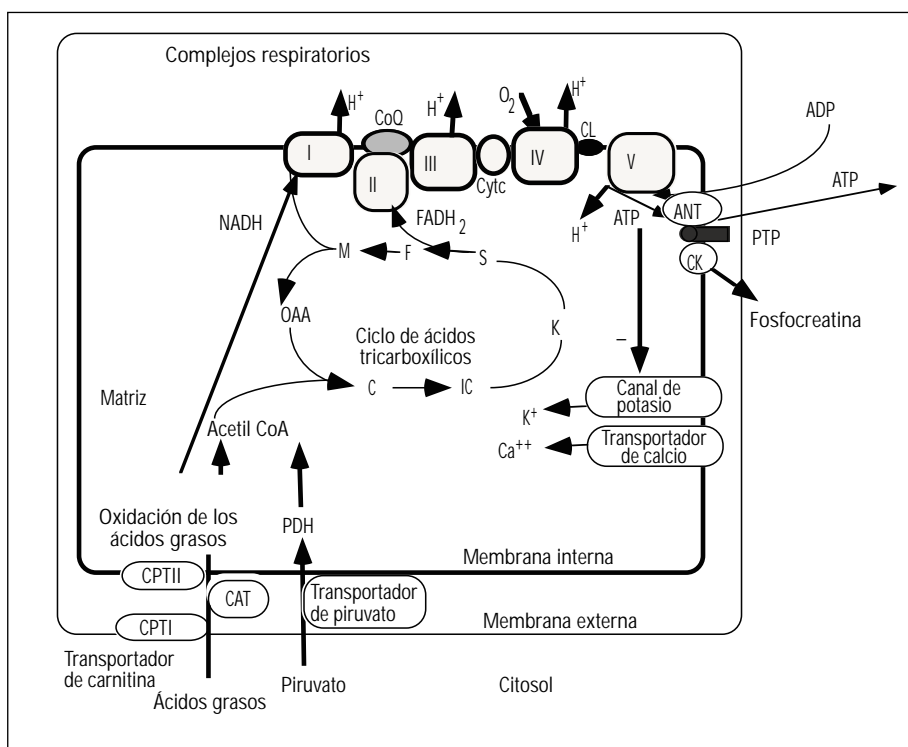 Complejos respiratorios
H+
H+
O2
H+
CoQ
CL
ADP
I
II
III
Cytc
IV
V
ATP
NADH
FADH2
H+
ATP
ANT
PTP
CK
M
F
S
Fosfocreatina
OAA
Ciclo de ácidos
tricarboxílicos
K
C
IC
Matriz
Canal de
potasio
K+
Acetil CoA
Transportador
de calcio
Ca++
–
Oxidación de los
ácidos grasos
PDH
Membrana interna
CPTII
CAT
Transportador
de piruvato
Membrana externa
CPTI
Transportador
de carnitina
Piruvato
Citosol
Ácidos grasos